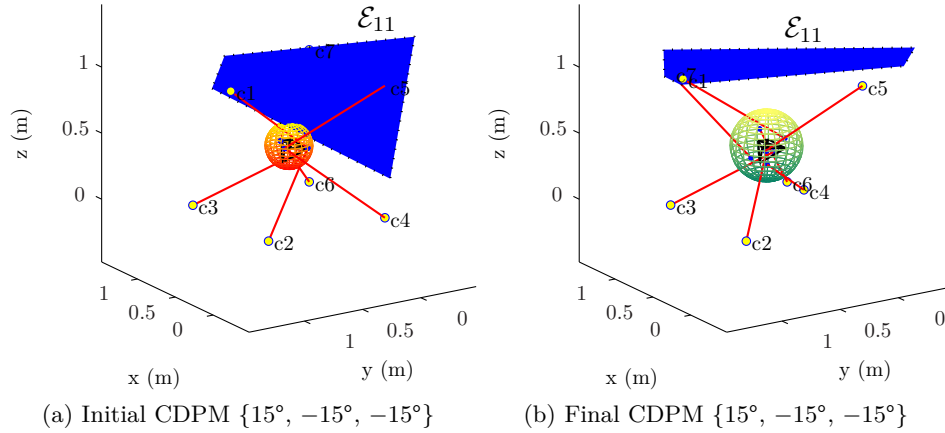 ℰ11
c7
c1
c5
c6
c3
c4
c2
z (m)
1
0.5
0
1
0.5
0
x (m)
1
0.5
0
y (m)
(a) Initial CDPM {15°, −15°, −15°}
ℰ11
7
c1
c5
c6
c4
c3
c2
z (m)
1
0.5
0
1
0.5
0
x (m)
1
0.5
0
y (m)
(b) Final CDPM {15°, −15°, −15°}